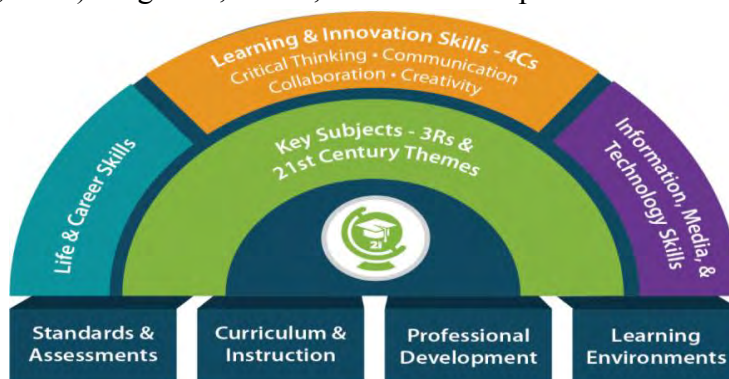 Learning & Innovation Skills - 4Cs
Critical Thinking • Communication
Collaboration • Creativity
Life & Career Skills
Key Subjects - 3Rs &
21st Century Themes
Information, Media, &
Technology Skills
21
Standards &
Assessments
Curriculum &
Instruction
Professional
Development
Learning
Environments